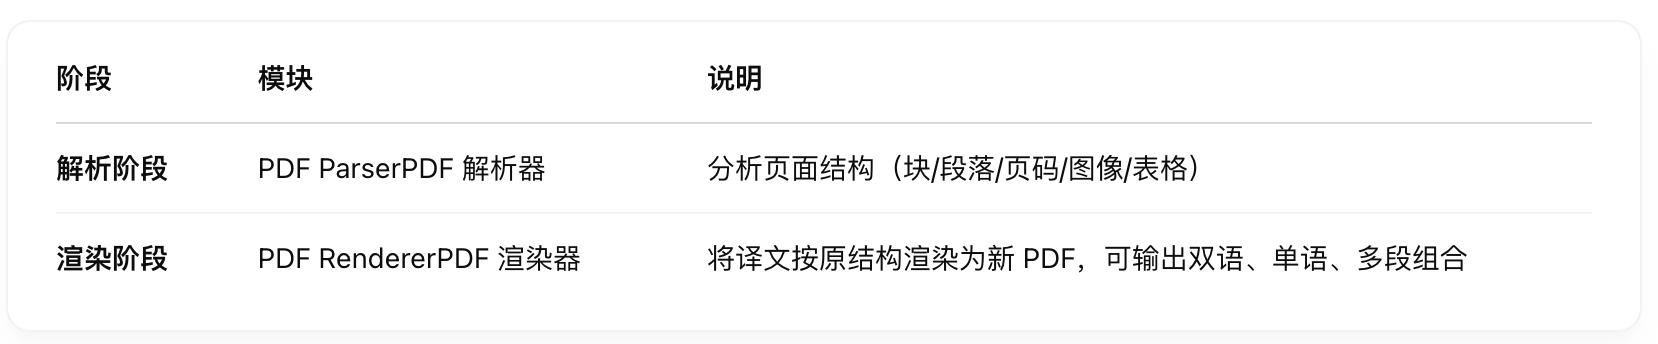 阶段 模块 说明
解析阶段 PDF ParserPDF 解析器 分析页面结构（块/段落/页码/图像/表格）
渲染阶段 PDF RendererPDF 渲染器 将译文按原结构渲染为新 PDF，可输出双语、单语、多段组合